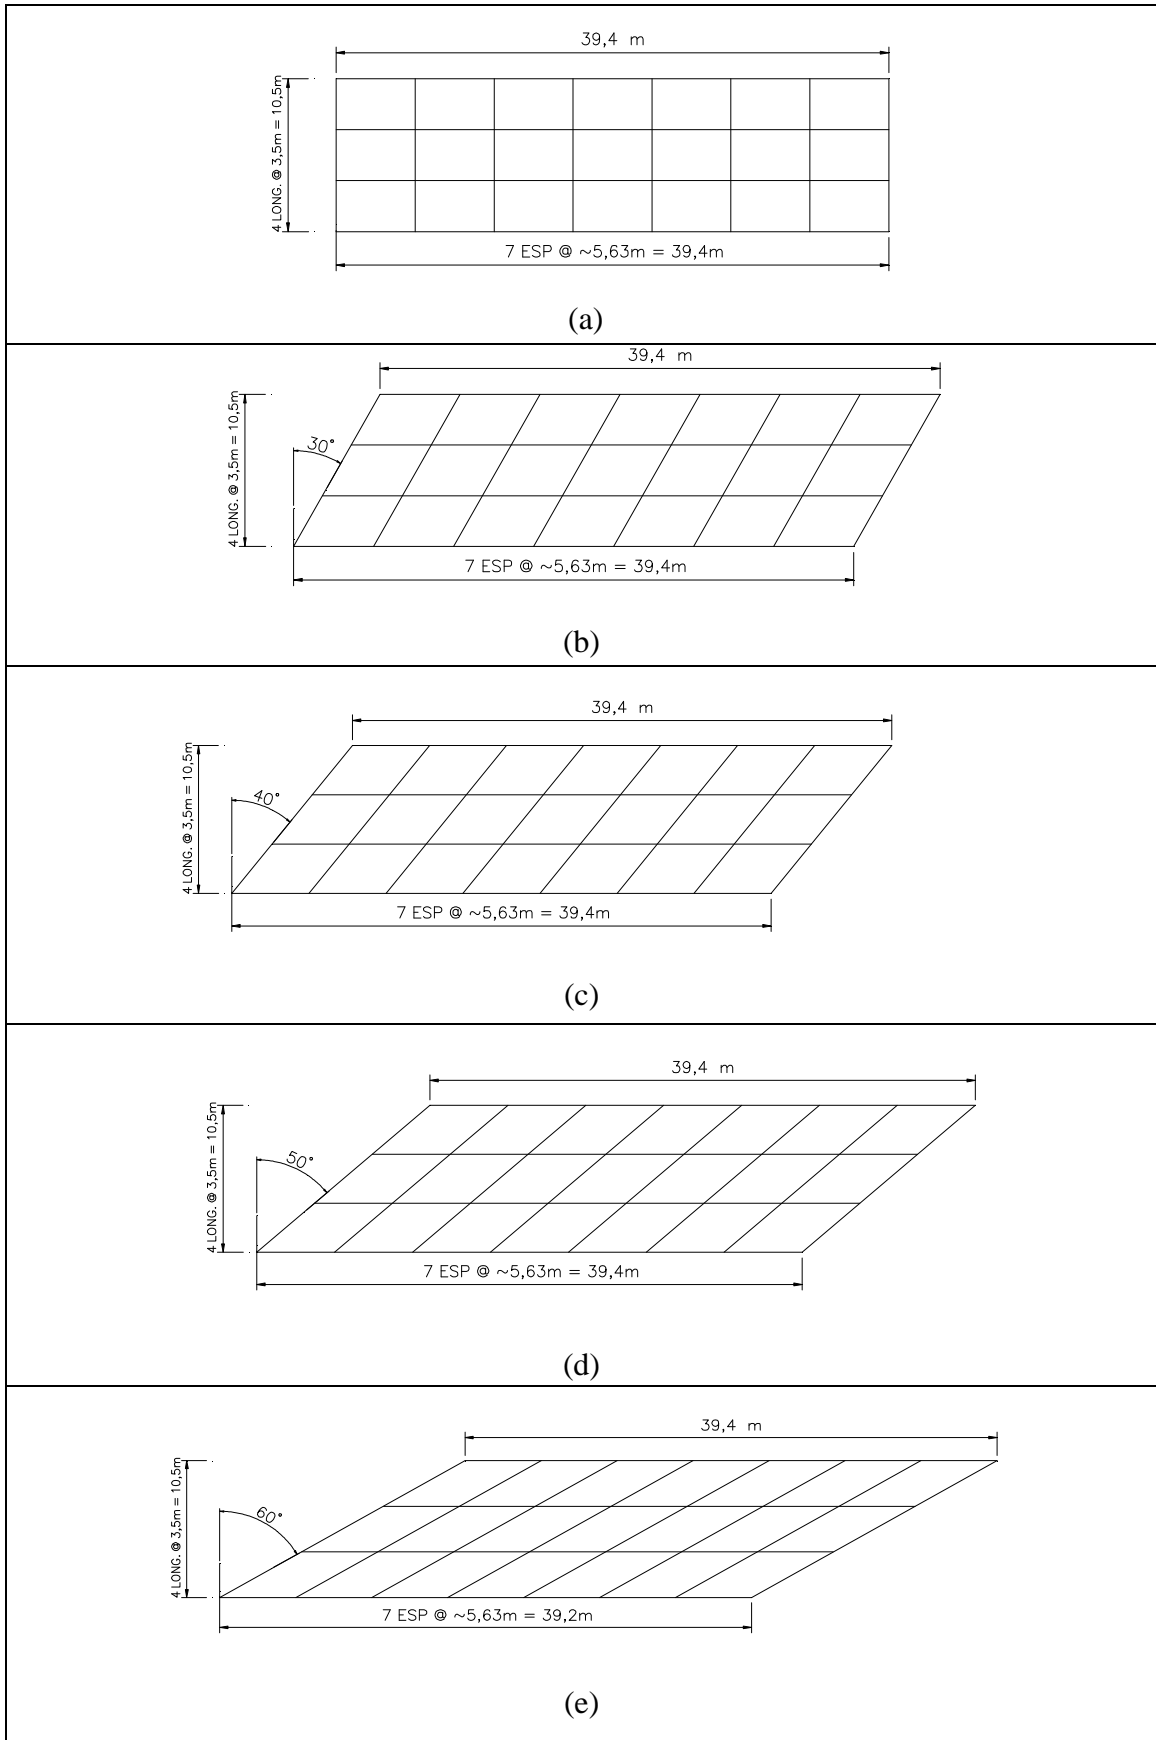 39,4 m
4 LONG. @ 3,5m = 10,5m
7 ESP @ ~5,63m = 39,4m
(a)
39,4 m
4 LONG. @ 3,5m = 10,5m
30°
7 ESP @ ~5,63m = 39,4m
(b)
39,4 m
4 LONG. @ 3,5m = 10,5m
40°
7 ESP @ ~5,63m = 39,4m
(c)
39,4 m
4 LONG. @ 3,5m = 10,5m
50°
7 ESP @ ~5,63m = 39,4m
(d)
39,4 m
4 LONG. @ 3,5m = 10,5m
60°
7 ESP @ ~5,63m = 39,2m
(e)